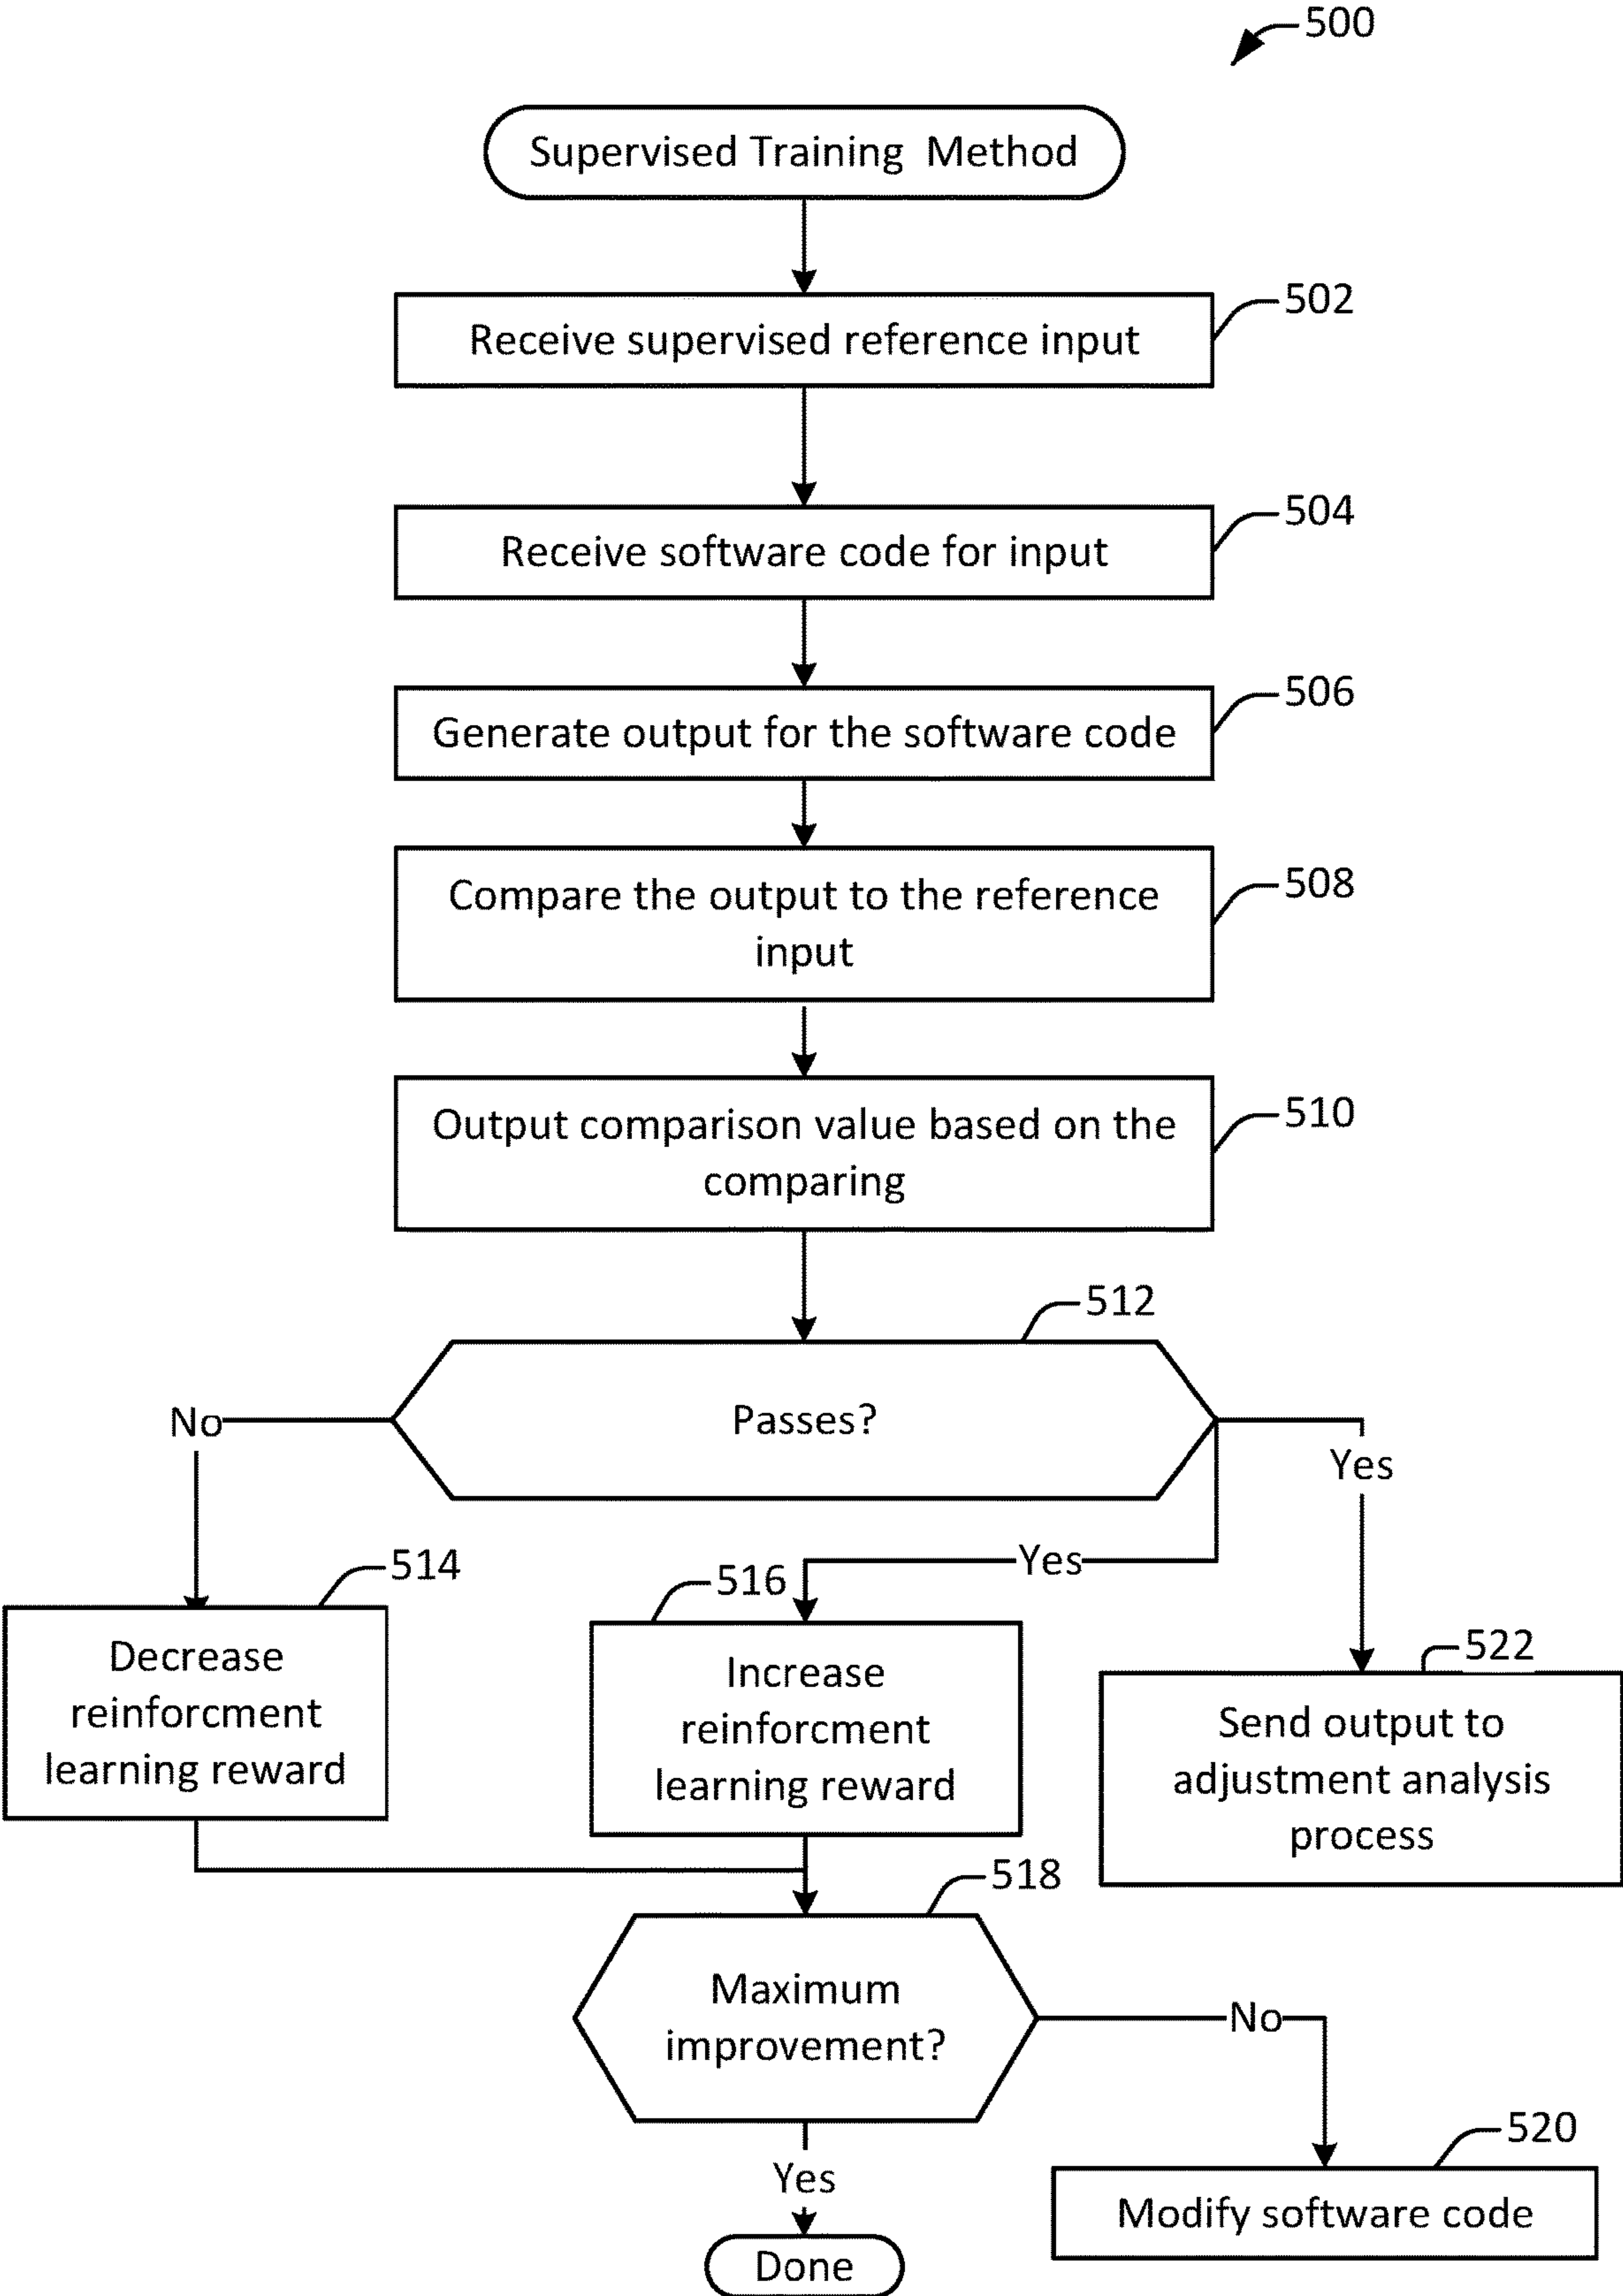 500
Supervised Training Method
502
Receive supervised reference input
504
Receive software code for input
506
Generate output for the software code
508
Compare the output to the reference
input
510
Output comparison value based on the
comparing
512
Passes?
No
Yes
Yes
514
Decrease
reinforcment
learning reward
516
Increase
reinforcment
learning reward
522
Send output to
adjustment analysis
process
518
Maximum
improvement?
No
520
Modify software code
Yes
Done